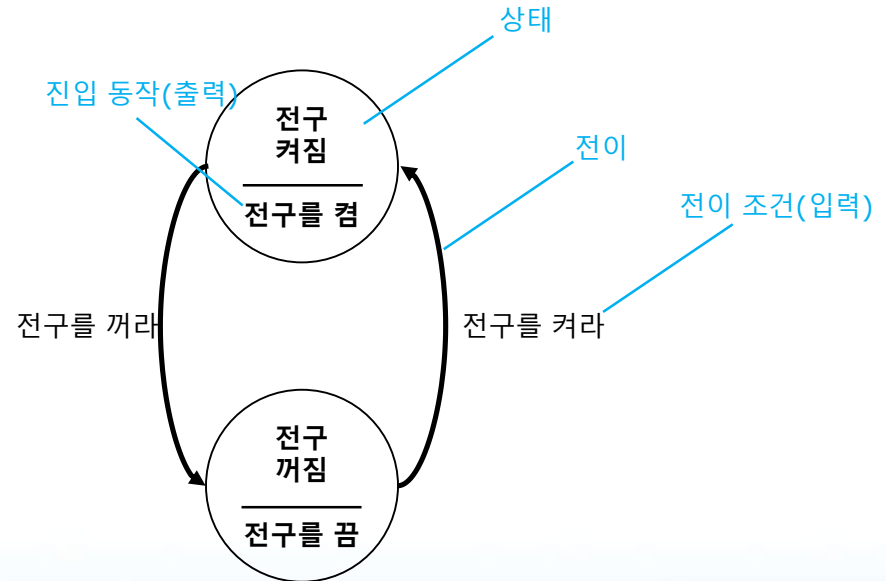 상태
진입 동작(출력)
전구
켜짐
전이
전구를 켬
전이 조건(입력)
전구를 꺼라
전구를 켜라
전구
꺼짐
전구를 끔